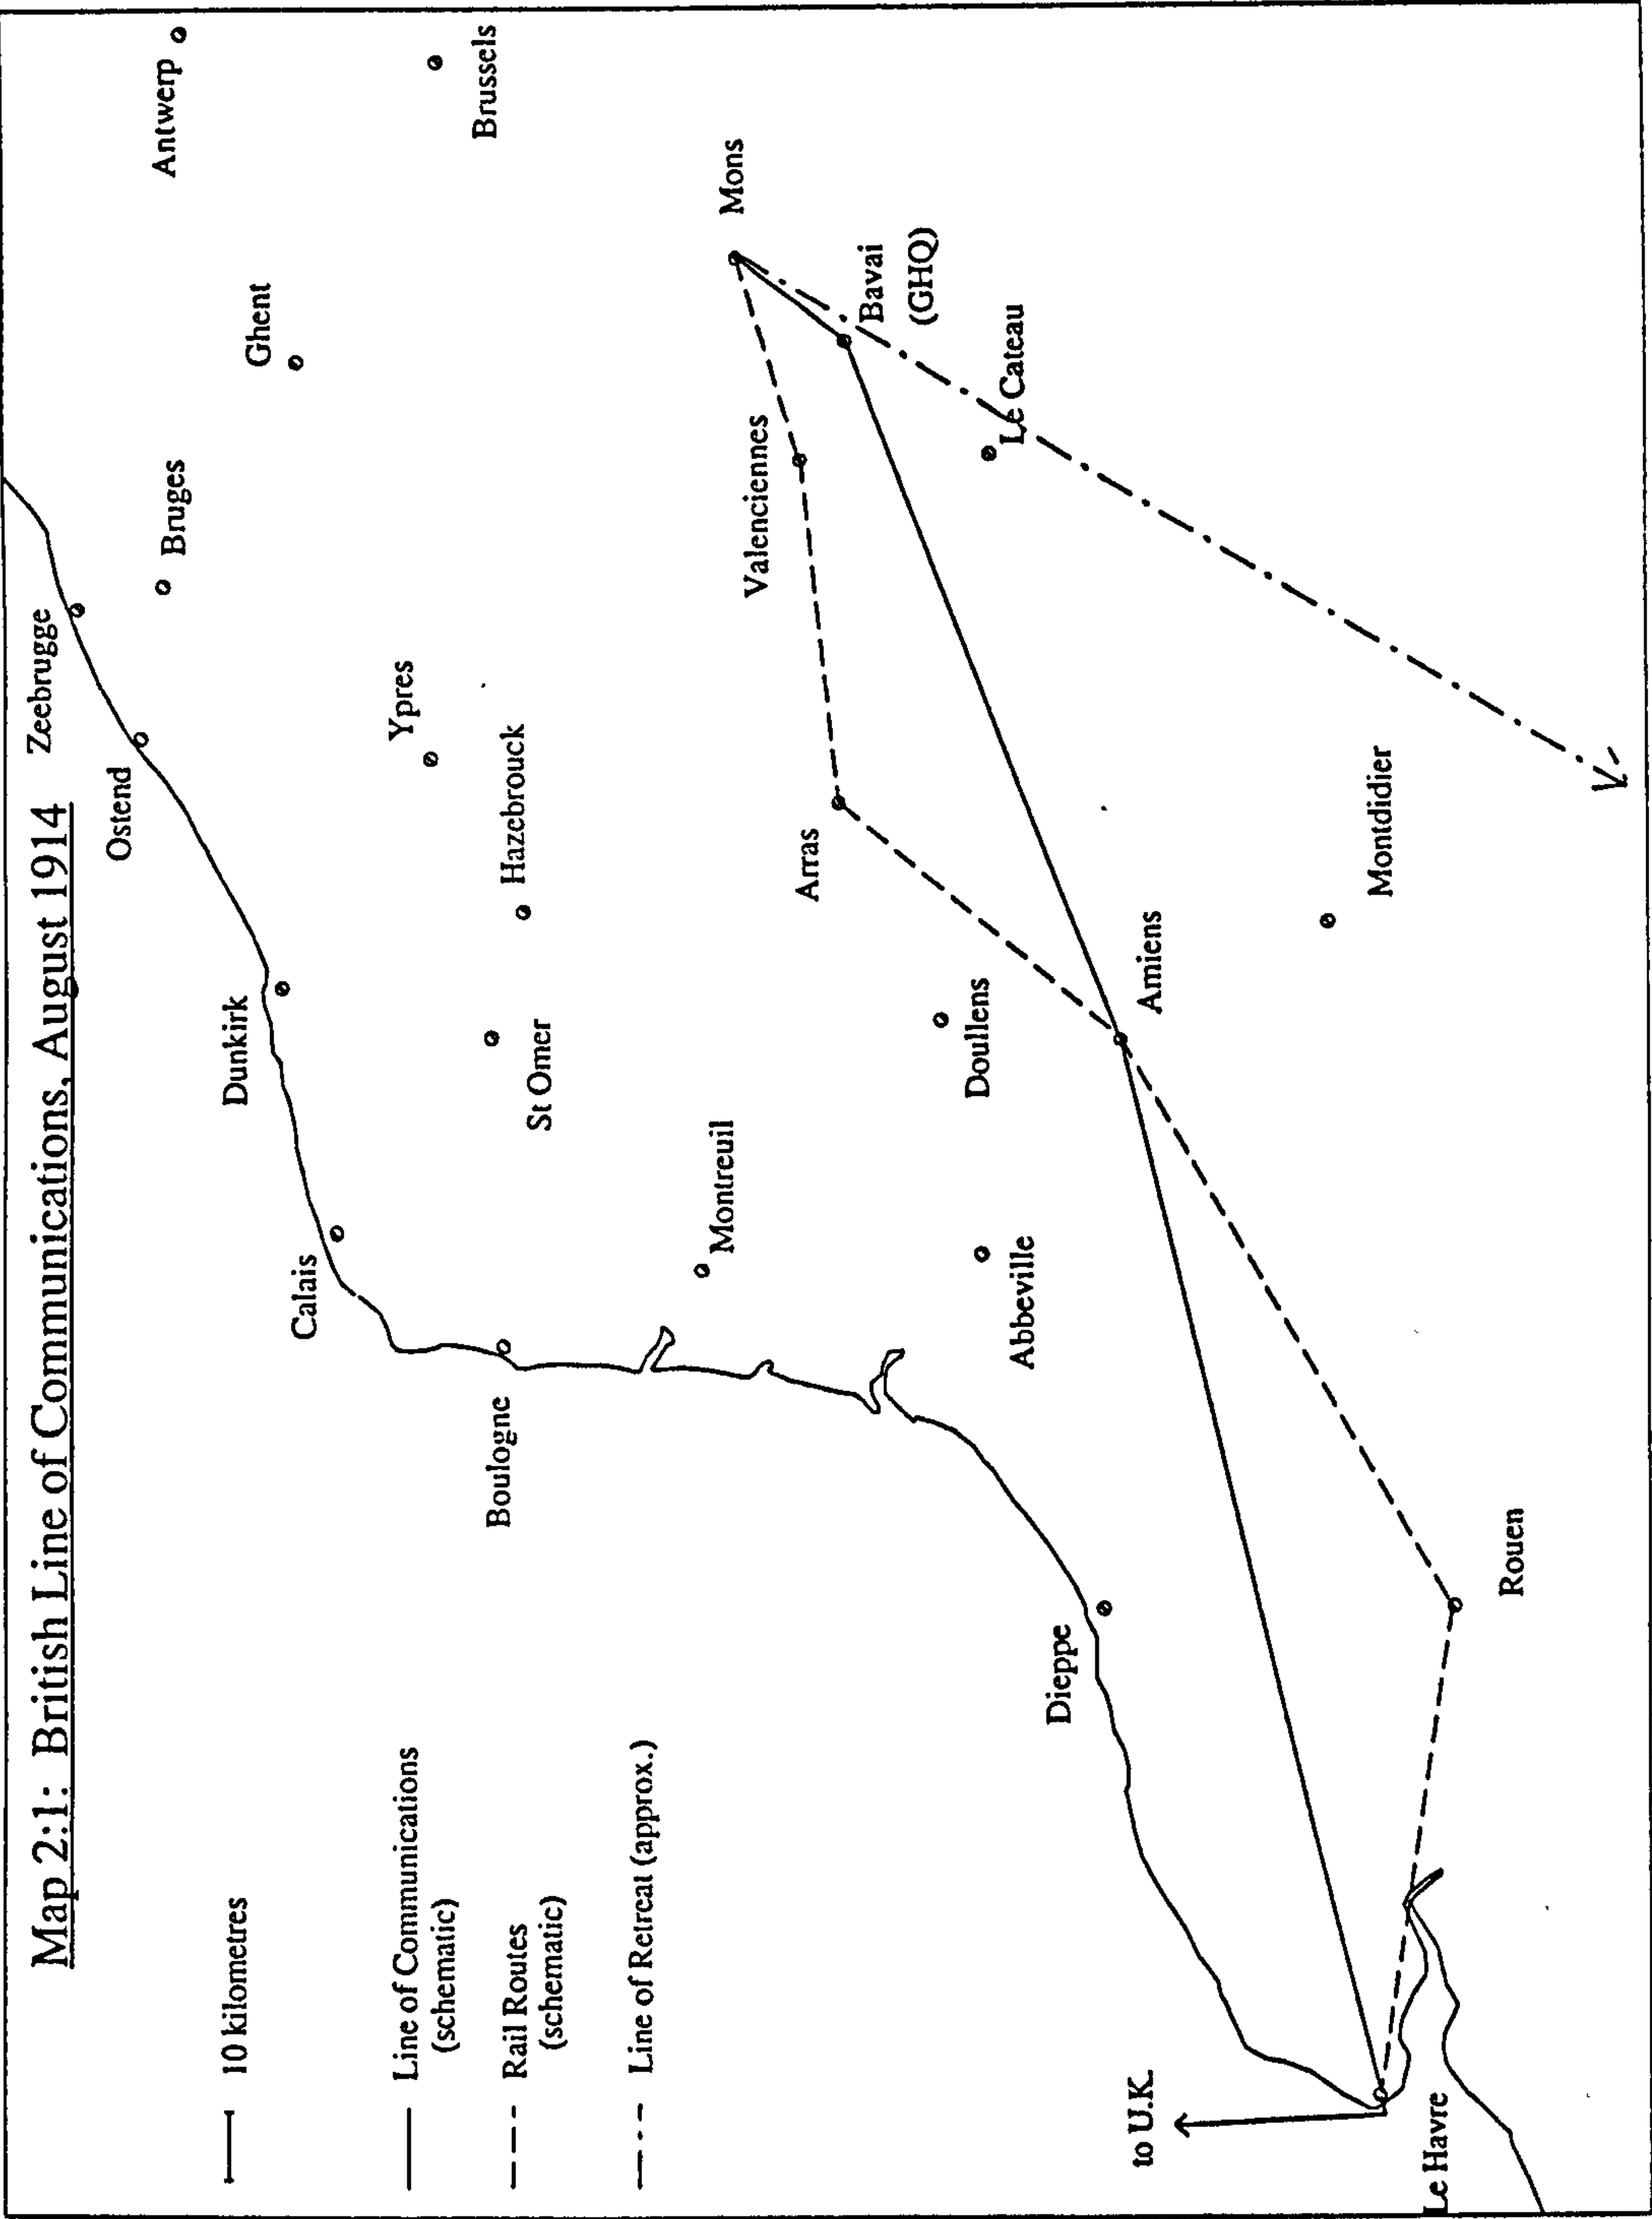 Map 2:1: British Line of Communications, August 1914
10 kilometres
Line of Communications
(schematic)
Rail Routes
(schematic)
Line of Retreat (approx.)
Zeebrugge
Antwerp
Ostend
Bruges
Ghent
Dunkirk
Calais
Ypres
Brussels
Boulogne
Hazebrouck
St Omer
Montreuil
Mons
Valenciennes
Arras
Bavai
(GHQ)
Doullens
Abbeville
Le Cateau
Dieppe
Amiens
to U.K.
Montdidier
Le Havre
Rouen